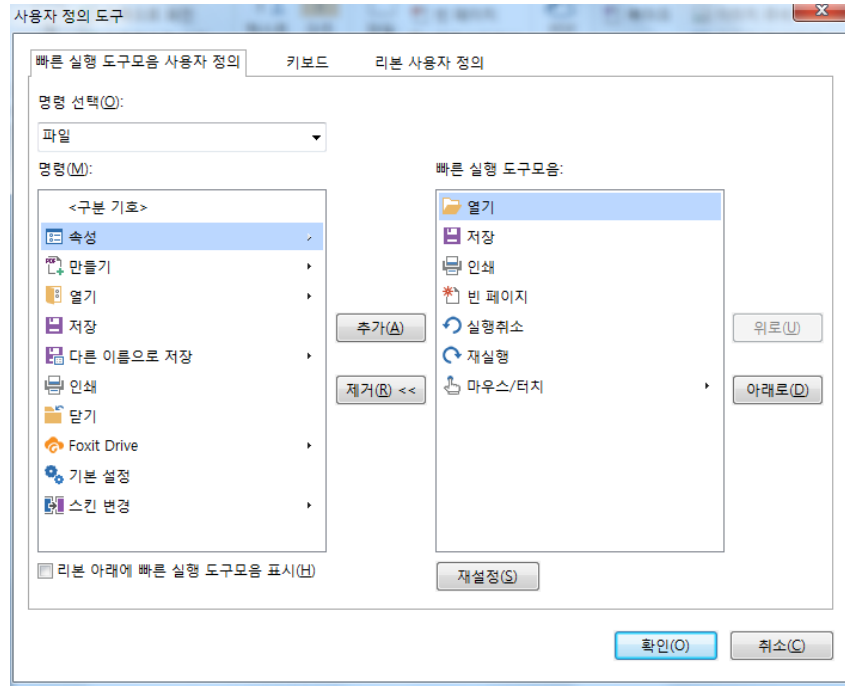 사용자 정의 도구
빠른 실행 도구모음 사용자 정의 키보드 리본 사용자 정의
명령 선택(O):
파일
명령(M):
<구분 기호>
속성
만들기
열기
저장
다른 이름으로 저장
인쇄
닫기
Foxit Drive
기본 설정
스킨 변경
리본 아래에 빠른 실행 도구모음 표시(H)
추가(A)
제거(R) <<
빠른 실행 도구모음:
열기
저장
인쇄
빈 페이지
실행취소
재실행
마우스/터치
재설정(S)
위로(U)
아래로(D)
확인(O) 취소(C)